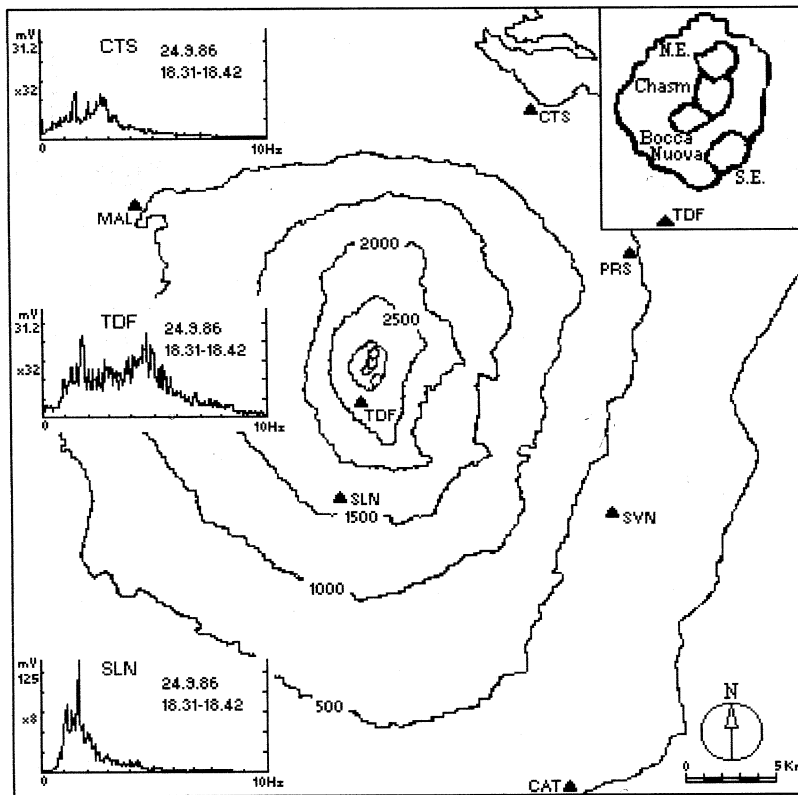 mV
31.2
x32
CTS
24.9.86
18.31-18.42
0
10Hz
CTS
N.E.
Chasm
Bocca
Nuova
S.E.
TDF
MAL
PRS
2000
2500
mV
31.2
x32
TDF
24.9.86
18.31-18.42
0
10Hz
TDF
SLN
1500
SVN
1000
500
mV
125
x8
SLN
24.9.86
18.31-18.42
0
10Hz
N
0
5 Km
CAT